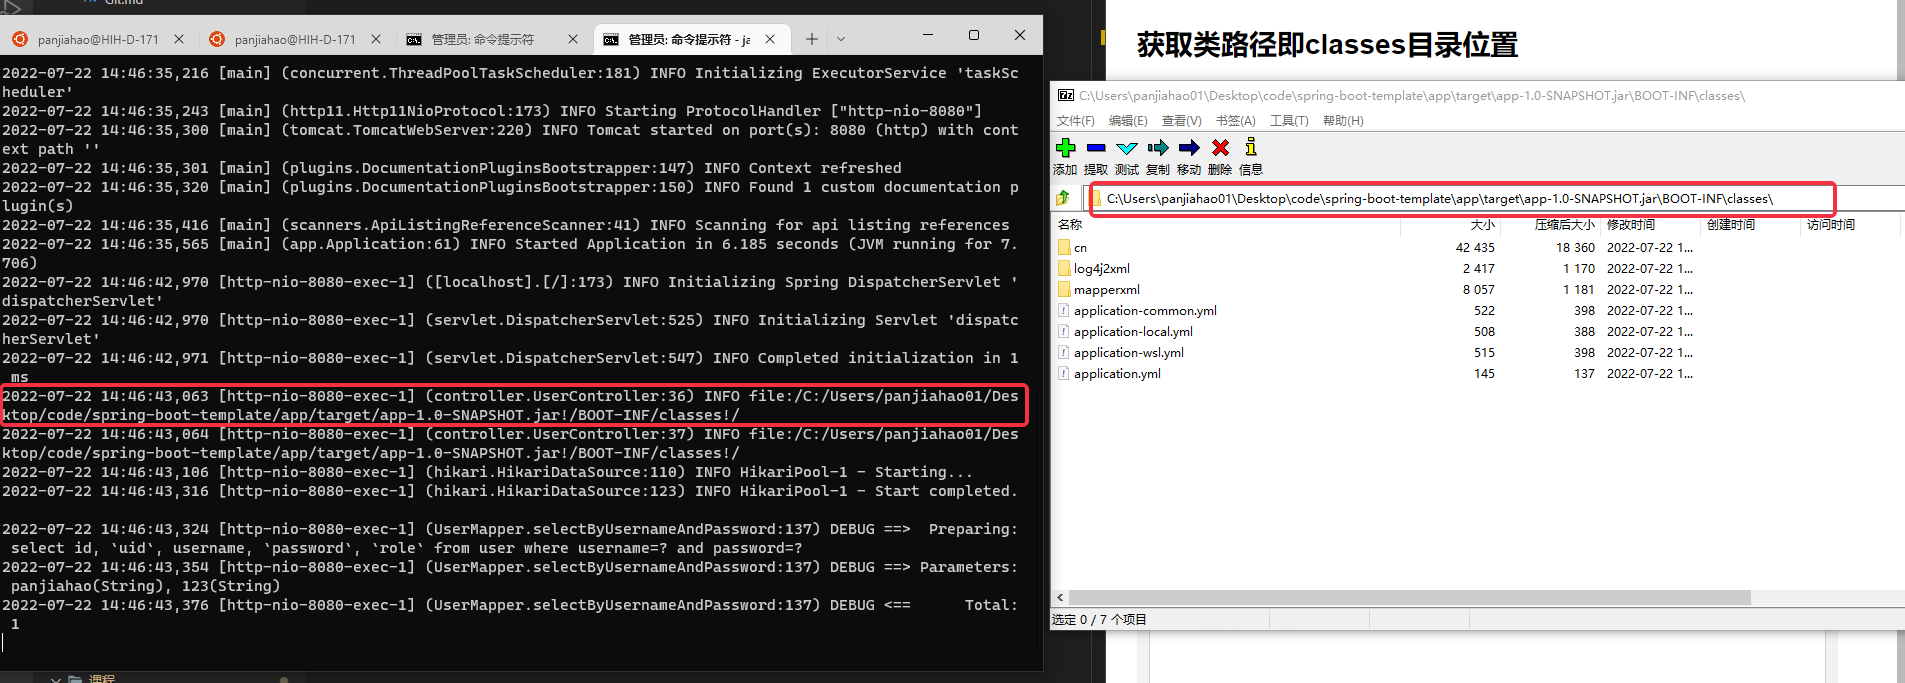 Git.md
panjiahao@HIH-D-171
panjiahao@HIH-D-171
管理员: 命令提示符
管理员: 命令提示符 - ja
2022-07-22 14:46:35,216 [main] (concurrent.ThreadPoolTaskScheduler:181) INFO Initializing ExecutorService 'taskSc
heduler'
2022-07-22 14:46:35,243 [main] (http11.Http11NioProtocol:173) INFO Starting ProtocolHandler ["http-nio-8080"]
2022-07-22 14:46:35,300 [main] (tomcat.TomcatWebServer:220) INFO Tomcat started on port(s): 8080 (http) with cont
ext path ''
2022-07-22 14:46:35,301 [main] (plugins.DocumentationPluginsBootstrapper:147) INFO Context refreshed
2022-07-22 14:46:35,320 [main] (plugins.DocumentationPluginsBootstrapper:150) INFO Found 1 custom documentation p
lugin(s)
2022-07-22 14:46:35,416 [main] (scanners.ApiListingReferenceScanner:41) INFO Scanning for api listing references
2022-07-22 14:46:35,565 [main] (app.Application:61) INFO Started Application in 6.185 seconds (JVM running for 7.
706)
2022-07-22 14:46:42,970 [http-nio-8080-exec-1] ([localhost].[/]:173) INFO Initializing Spring DispatcherServlet '
dispatcherServlet'
2022-07-22 14:46:42,970 [http-nio-8080-exec-1] (servlet.DispatcherServlet:525) INFO Initializing Servlet 'dispatc
herServlet'
2022-07-22 14:46:42,971 [http-nio-8080-exec-1] (servlet.DispatcherServlet:547) INFO Completed initialization in 1
ms
2022-07-22 14:46:43,063 [http-nio-8080-exec-1] (controller.UserController:36) INFO file:/C:/Users/panjiahao01/Des
ktop/code/spring-boot-template/app/target/app-1.0-SNAPSHOT.jar!/BOOT-INF/classes!/
2022-07-22 14:46:43,064 [http-nio-8080-exec-1] (controller.UserController:37) INFO file:/C:/Users/panjiahao01/Des
ktop/code/spring-boot-template/app/target/app-1.0-SNAPSHOT.jar!/BOOT-INF/classes!/
2022-07-22 14:46:43,106 [http-nio-8080-exec-1] (hikari.HikariDataSource:110) INFO HikariPool-1 - Starting...
2022-07-22 14:46:43,316 [http-nio-8080-exec-1] (hikari.HikariDataSource:123) INFO HikariPool-1 - Start completed.
2022-07-22 14:46:43,324 [http-nio-8080-exec-1] (UserMapper.selectByUsernameAndPassword:137) DEBUG ==>  Preparing:
select id, `uid`, username, `password`, `role` from user where username=? and password=?
2022-07-22 14:46:43,354 [http-nio-8080-exec-1] (UserMapper.selectByUsernameAndPassword:137) DEBUG ==> Parameters:
panjiahao(String), 123(String)
2022-07-22 14:46:43,376 [http-nio-8080-exec-1] (UserMapper.selectByUsernameAndPassword:137) DEBUG <==      Total:
1
课程
获取类路径即classes目录位置
C:\Users\panjiahao01\Desktop\code\spring-boot-template\app\target\app-1.0-SNAPSHOT.jar\BOOT-INF\classes\
文件(F) 编辑(E) 查看(V) 书签(A) 工具(T) 帮助(H)
添加 提取 测试 复制 移动 删除 信息
C:\Users\panjiahao01\Desktop\code\spring-boot-template\app\target\app-1.0-SNAPSHOT.jar\BOOT-INF\classes\
名称 大小 压缩后大小 修改时间 创建时间 访问时间
cn 42 435 18 360 2022-07-22 1...
log4j2xml 2 417 1 170 2022-07-22 1...
mapperxml 8 057 1 181 2022-07-22 1...
application-common.yml 522 398 2022-07-22 1...
application-local.yml 508 388 2022-07-22 1...
application-wsl.yml 515 398 2022-07-22 1...
application.yml 145 137 2022-07-22 1...
选定 0 / 7 个项目